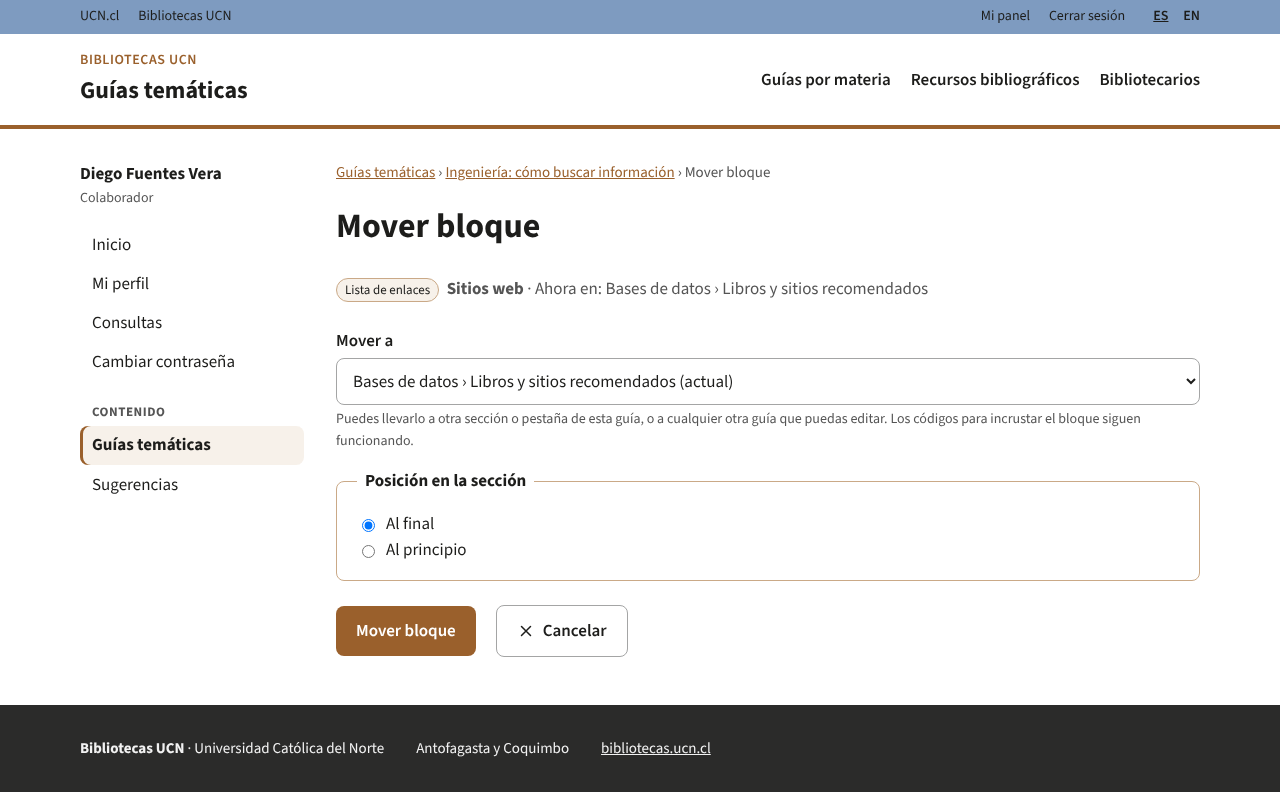 UCN.cl Bibliotecas UCN Mi panel Cerrar sesión ES EN
BIBLIOTECAS UCN
Guías temáticas
Guías por materia Recursos bibliográficos Bibliotecarios
Diego Fuentes Vera
Colaborador
Inicio
Mi perfil
Consultas
Cambiar contraseña
CONTENIDO
Guías temáticas
Sugerencias
Guías temáticas › Ingeniería: cómo buscar información › Mover bloque
Mover bloque
Lista de enlaces Sitios web · Ahora en: Bases de datos › Libros y sitios recomendados
Mover a
Bases de datos › Libros y sitios recomendados (actual)
Puedes llevarlo a otra sección o pestaña de esta guía, o a cualquier otra guía que puedas editar. Los códigos para incrustar el bloque siguen
funcionando.
Posición en la sección
Al final
Al principio
Mover bloque Cancelar
Bibliotecas UCN · Universidad Católica del Norte Antofagasta y Coquimbo bibliotecas.ucn.cl